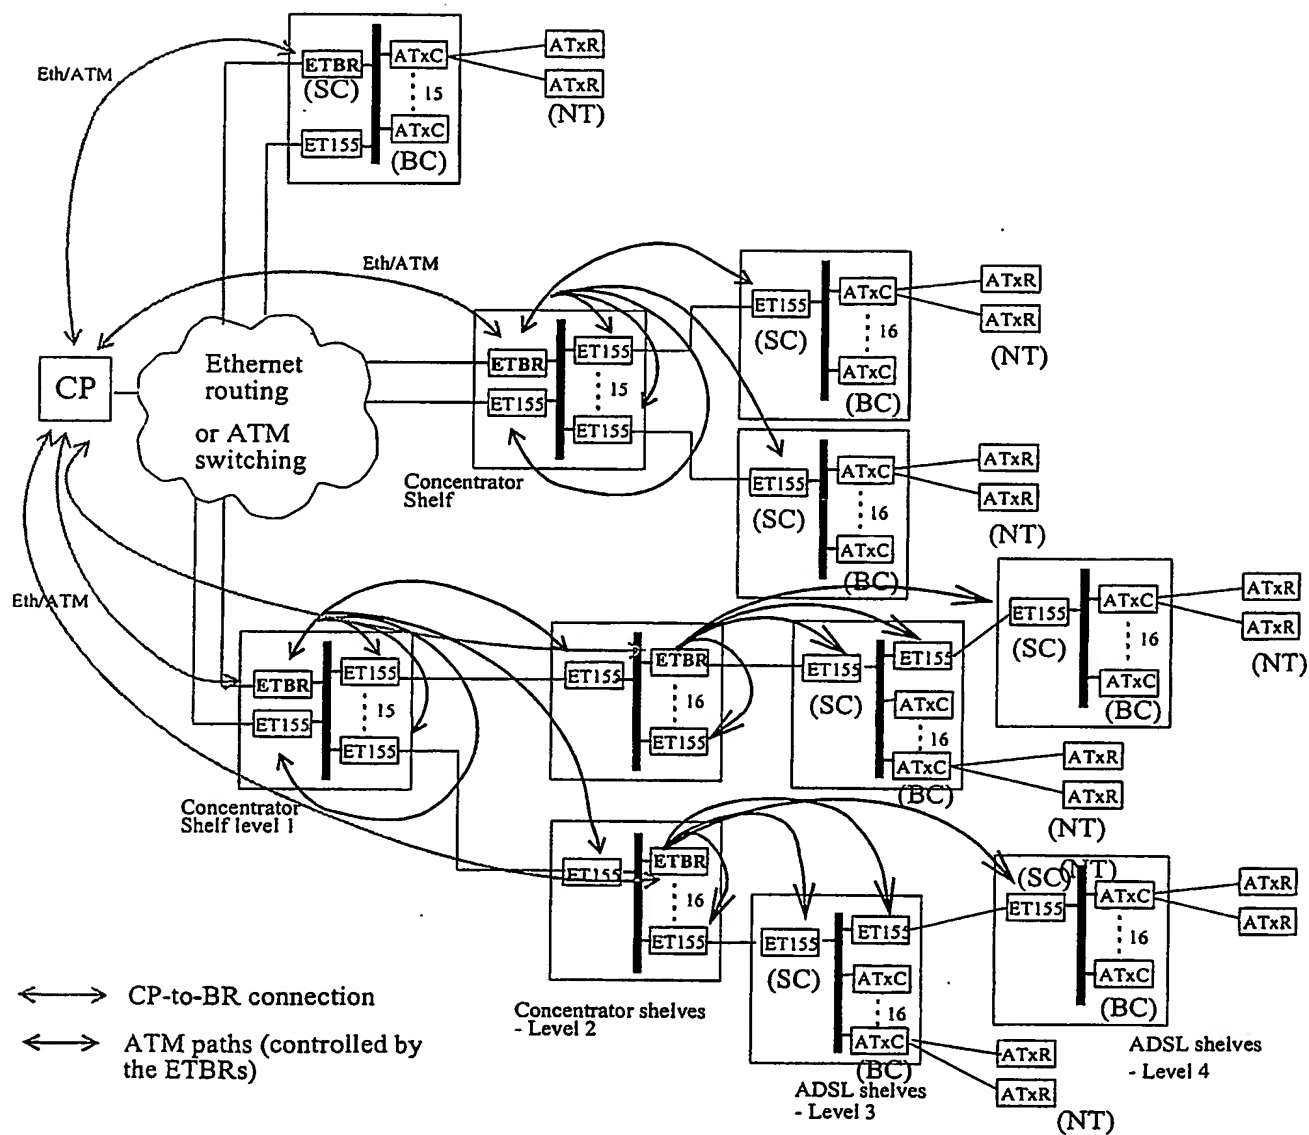 Eth/ATM
ETBR
(SC)
ET155
ATxC
15
ATxC
(BC)
ATxR
ATxR
(NT)
Eth/ATM
CP
Ethernet
routing
or ATM
switching
ETBR
ET155
ET155
15
ET155
Concentrator
Shelf
ET155
(SC)
ATxC
16
ATxC
(BC)
ATxR
ATxR
(NT)
ET155
(SC)
ATxC
16
ATxC
(BC)
ATxR
ATxR
(NT)
Eth/ATM
ETBR
ET155
ET155
15
ET155
Concentrator
Shelf level 1
ET155
ETBR
16
ET155
ET155
(SC)
ET155
ATxC
16
ATxC
(BC)
ATxR
ATxR
(NT)
ET155
(SC)
ATxC
16
ATxC
(BC)
ATxR
ATxR
(NT)
ET155
ETBR
16
ET155
Concentrator shelves
- Level 2
ET155
(SC)
ET155
ATxC
16
ATxC
(BC)
ATxR
ATxR
(NT)
ADSL shelves
- Level 3
(NT)
(SC)
ET155
ATxC
16
ATxC
(BC)
ATxR
ATxR
ADSL shelves
- Level 4
CP-to-BR connection
ATM paths (controlled by
the ETBRs)